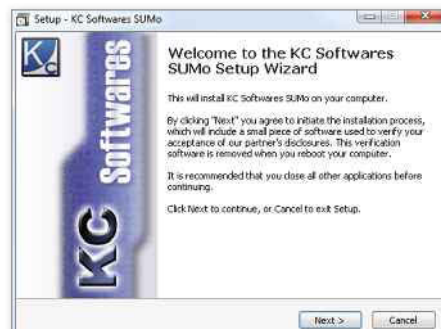 Setup - KC Softwares SUMo
KC
KC Softwares
Welcome to the KC Softwares
SUMo Setup Wizard
This will install KC Softwares SUMo on your computer.
By clicking "Next" you agree to initiate the installation process,
which will include a small piece of software used to verify your
acceptance of our partner's disclosures. This verification
software is removed when you reboot your computer.
It is recommended that you close all other applications before
continuing.
Click Next to continue, or Cancel to exit Setup.
Next >
Cancel